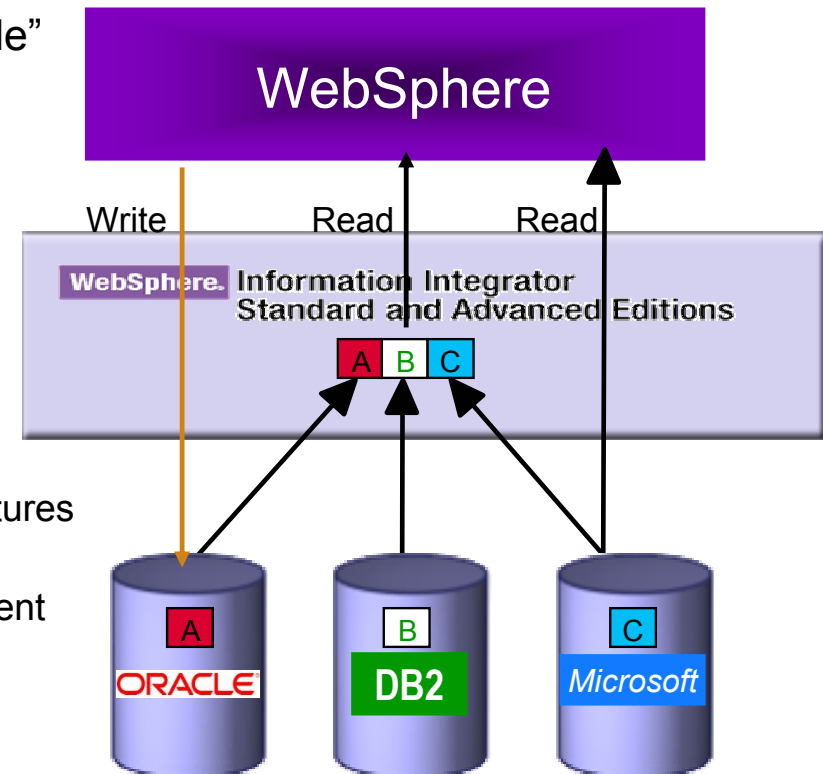 le”
WebSphere
Write Read Read
WebSphere. Information Integrator
Standard and Advanced Editions
A B C
tures
ent
A B C
ORACLE DB2 Microsoft